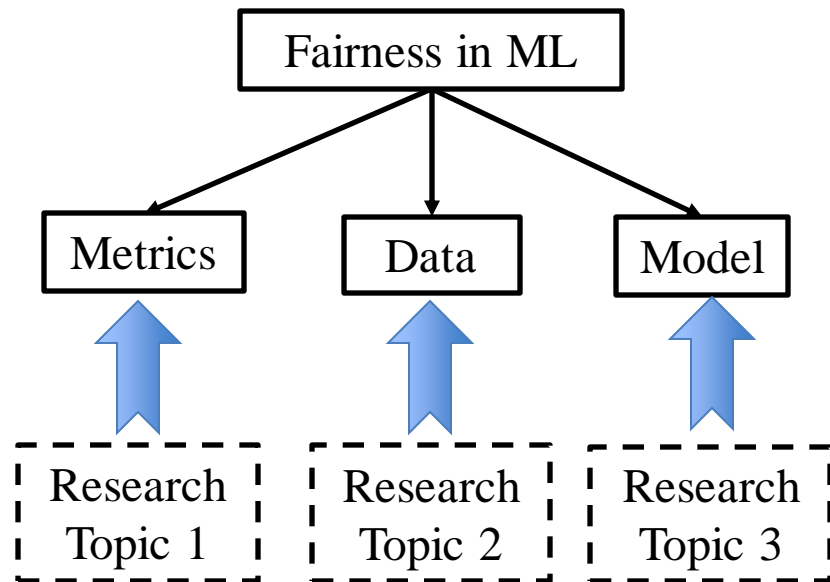 Fairness in ML
Metrics
Data
Model
Research
Topic 1
Research
Topic 2
Research
Topic 3